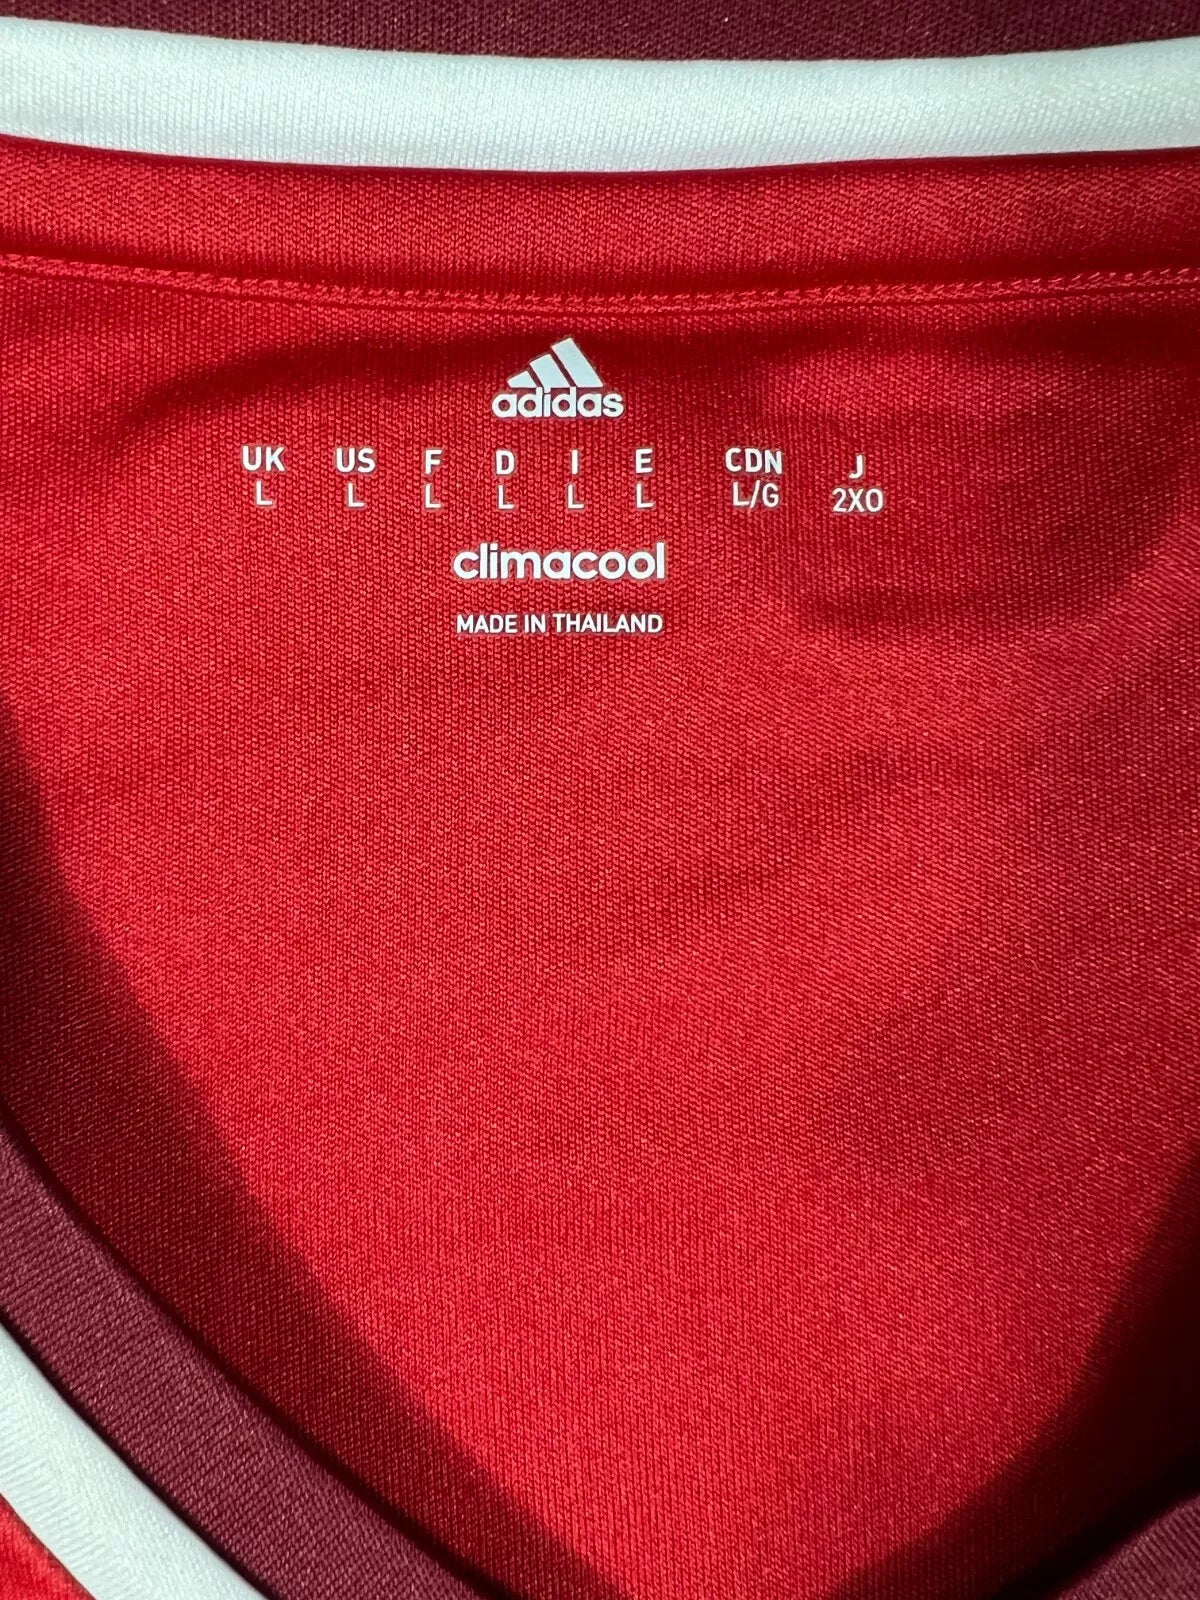 adidas
UK US F D I E CDN J
L L L L L L L/G 2XO
climacool
MADE IN THAILAND